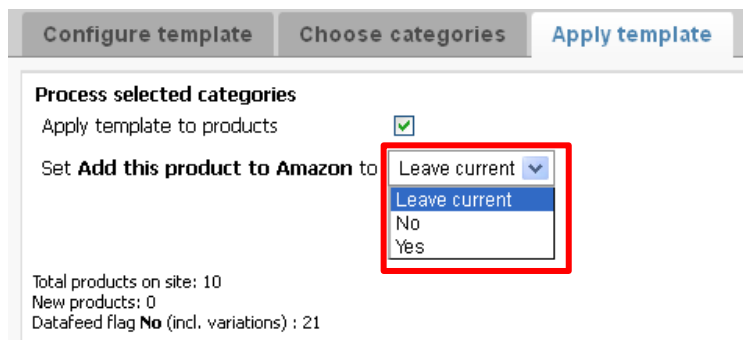 Configure template Choose categories Apply template
Process selected categories
Apply template to products
Set Add this product to Amazon to Leave current
Leave current
No
Yes
Total products on site: 10
New products: 0
Datafeed flag No (incl. variations) : 21